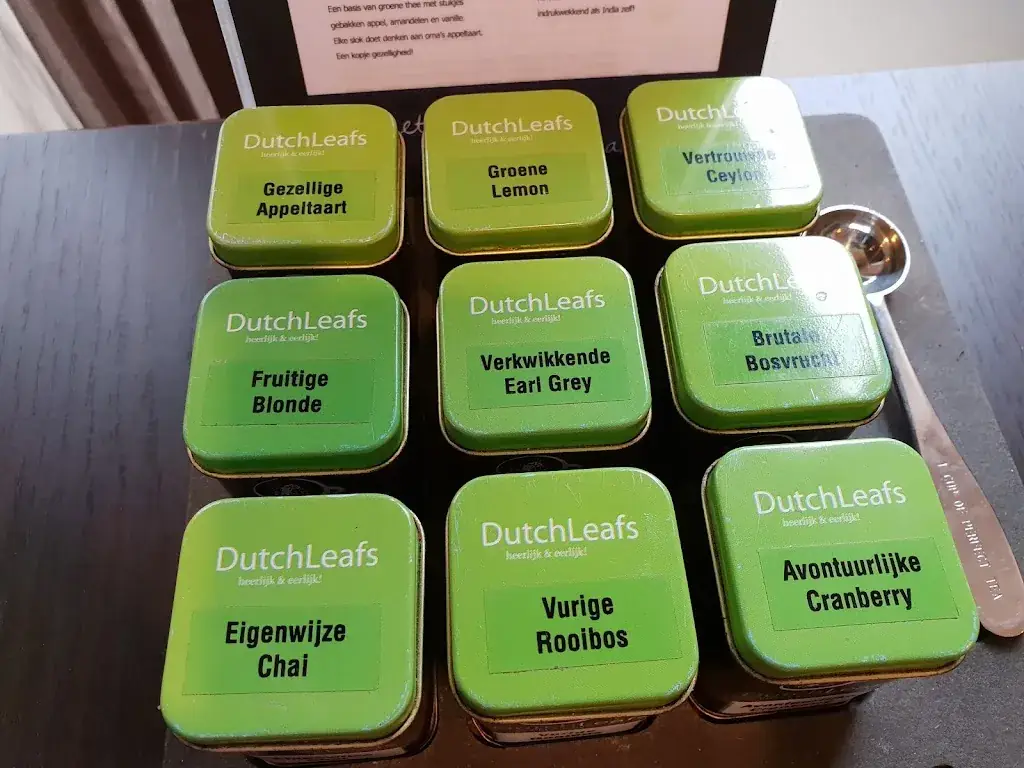 Een basis van groene thee met stukjes
gebakken appel, amandelen en vanille.
Elke slok doet denken aan oma's appeltaart.
Een kopje gezelligheid!
indrukwekkend als India zelf!
DutchLeafs
heerlijk & eerlijk!
Gezellige
Appeltaart
DutchLeafs
heerlijk & eerlijk!
Groene
Lemon
DutchLeafs
heerlijk & eerlijk!
Vertrouwde
Ceylon
DutchLeafs
heerlijk & eerlijk!
Fruitige
Blonde
DutchLeafs
heerlijk & eerlijk!
Verkwikkende
Earl Grey
DutchLeafs
heerlijk & eerlijk!
Brutale
Bosvrucht
DutchLeafs
heerlijk & eerlijk!
Eigenwijze
Chai
DutchLeafs
heerlijk & eerlijk!
Vurige
Rooibos
DutchLeafs
heerlijk & eerlijk!
Avontuurlijke
Cranberry
1 CUP OF PERFECT TEA